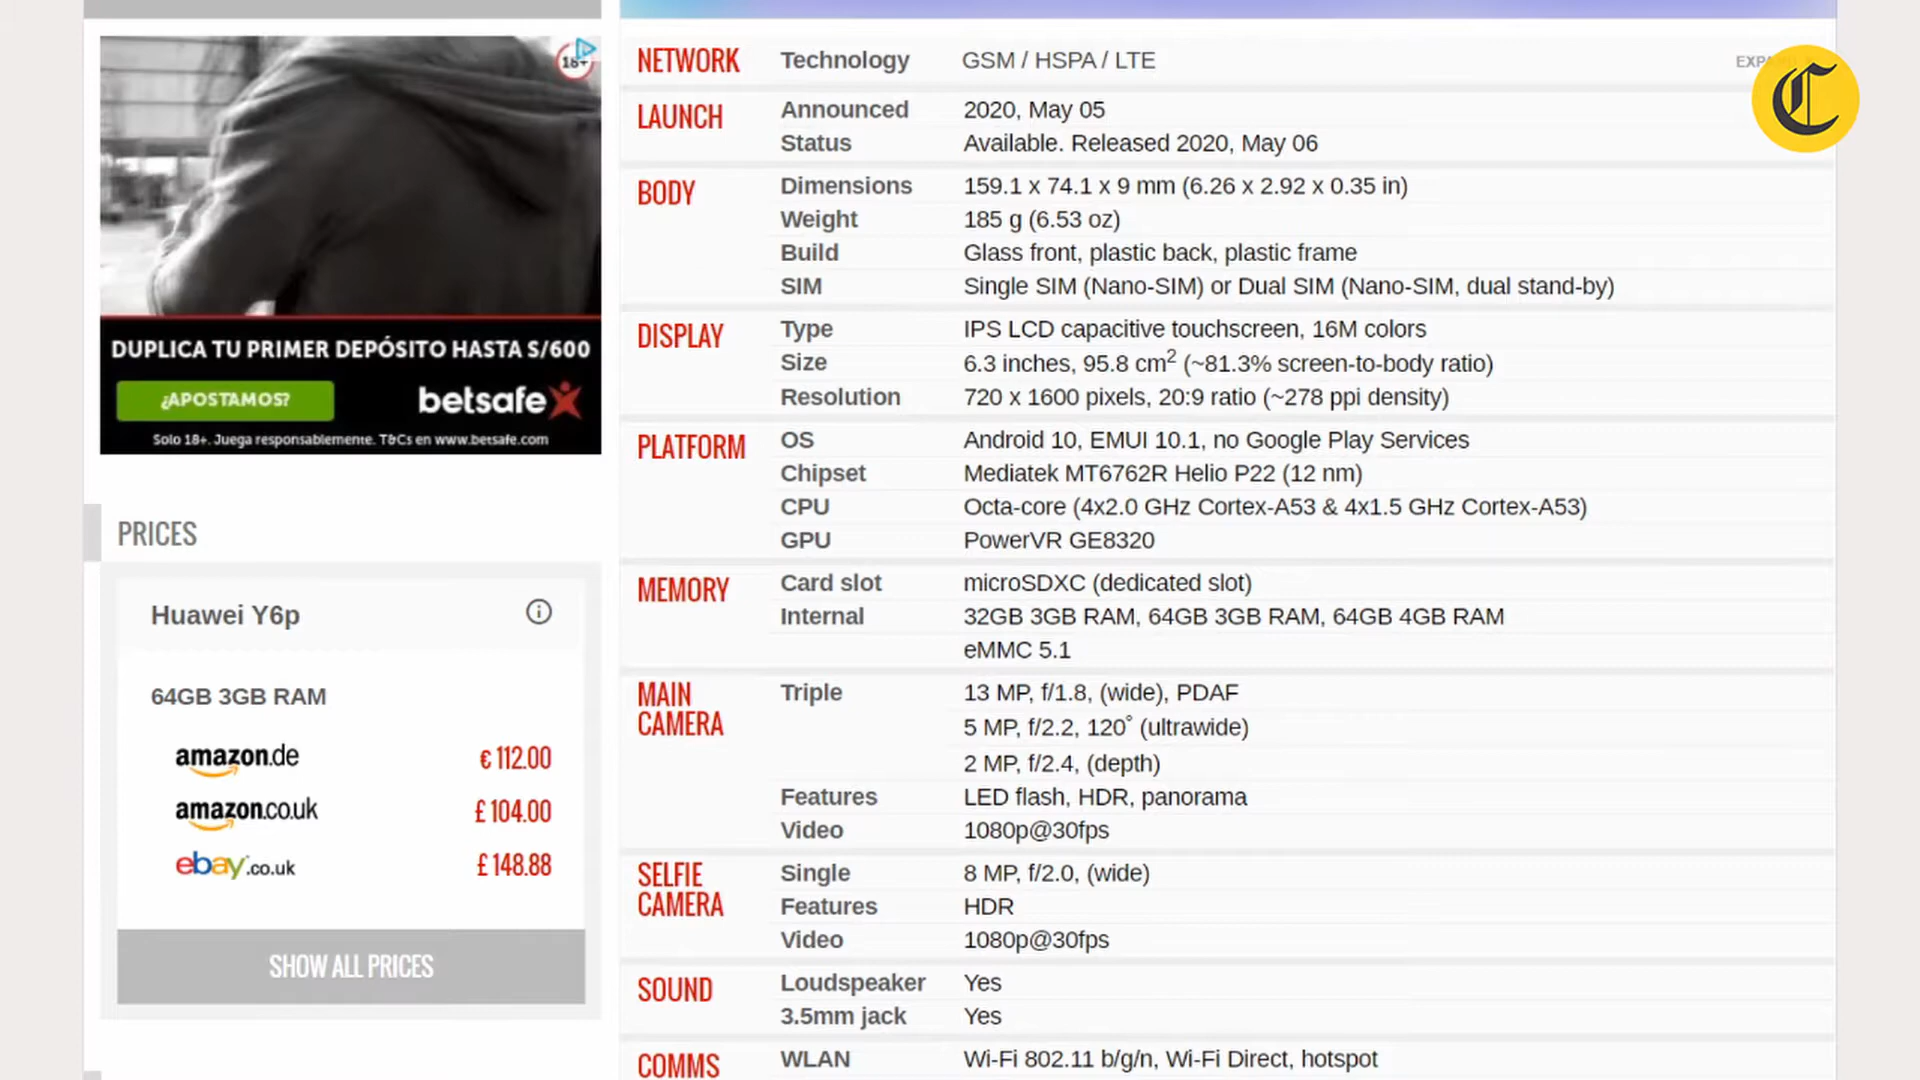 18+
DUPLICA TU PRIMER DEPÓSITO HASTA S/600
¿APOSTAMOS?
betsafe
Solo 18+. Juega responsablemente. T&Cs en www.betsafe.com
PRICES
Huawei Y6p
64GB 3GB RAM
amazon.de € 112.00
amazon.co.uk £ 104.00
ebay.co.uk £ 148.88
SHOW ALL PRICES
NETWORK Technology GSM / HSPA / LTE
C
LAUNCH Announced 2020, May 05
Status Available. Released 2020, May 06
BODY Dimensions 159.1 x 74.1 x 9 mm (6.26 x 2.92 x 0.35 in)
Weight 185 g (6.53 oz)
Build Glass front, plastic back, plastic frame
SIM Single SIM (Nano-SIM) or Dual SIM (Nano-SIM, dual stand-by)
DISPLAY Type IPS LCD capacitive touchscreen, 16M colors
Size 6.3 inches, 95.8 cm² (~81.3% screen-to-body ratio)
Resolution 720 x 1600 pixels, 20:9 ratio (~278 ppi density)
PLATFORM OS Android 10, EMUI 10.1, no Google Play Services
Chipset Mediatek MT6762R Helio P22 (12 nm)
CPU Octa-core (4x2.0 GHz Cortex-A53 & 4x1.5 GHz Cortex-A53)
GPU PowerVR GE8320
MEMORY Card slot microSDXC (dedicated slot)
Internal 32GB 3GB RAM, 64GB 3GB RAM, 64GB 4GB RAM
eMMC 5.1
MAIN CAMERA Triple 13 MP, f/1.8, (wide), PDAF
5 MP, f/2.2, 120˚ (ultrawide)
2 MP, f/2.4, (depth)
Features LED flash, HDR, panorama
Video 1080p@30fps
SELFIE CAMERA Single 8 MP, f/2.0, (wide)
Features HDR
Video 1080p@30fps
SOUND Loudspeaker Yes
3.5mm jack Yes
COMMS WLAN Wi-Fi 802.11 b/g/n, Wi-Fi Direct, hotspot